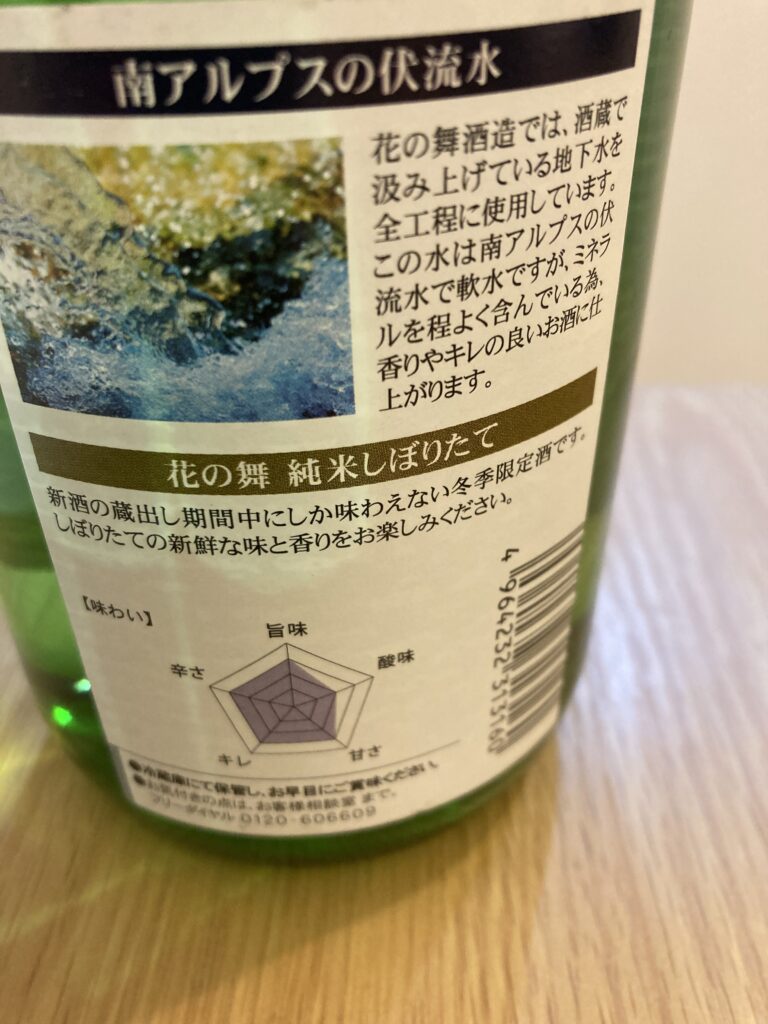 南アルプスの伏流水
花の舞酒造では、酒蔵で
汲み上げている地下水を
全工程に使用しています。
この水は南アルプスの伏
流水で軟水ですが、ミネラ
ルを程よく含んでいる為、
香りやキレの良いお酒に仕
上がります。
花の舞 純米しぼりたて
新酒の蔵出し期間中にしか味わえない冬季限定酒です。
しぼりたての新鮮な味と香りをお楽しみください。
【味わい】
旨味
辛さ
酸味
キレ
甘さ
4 964232 313160
●冷蔵庫にて保管し、お早目にご賞味ください。
●お気付きの点は、お客様相談室 まで。
フリーダイヤル 0120-606609